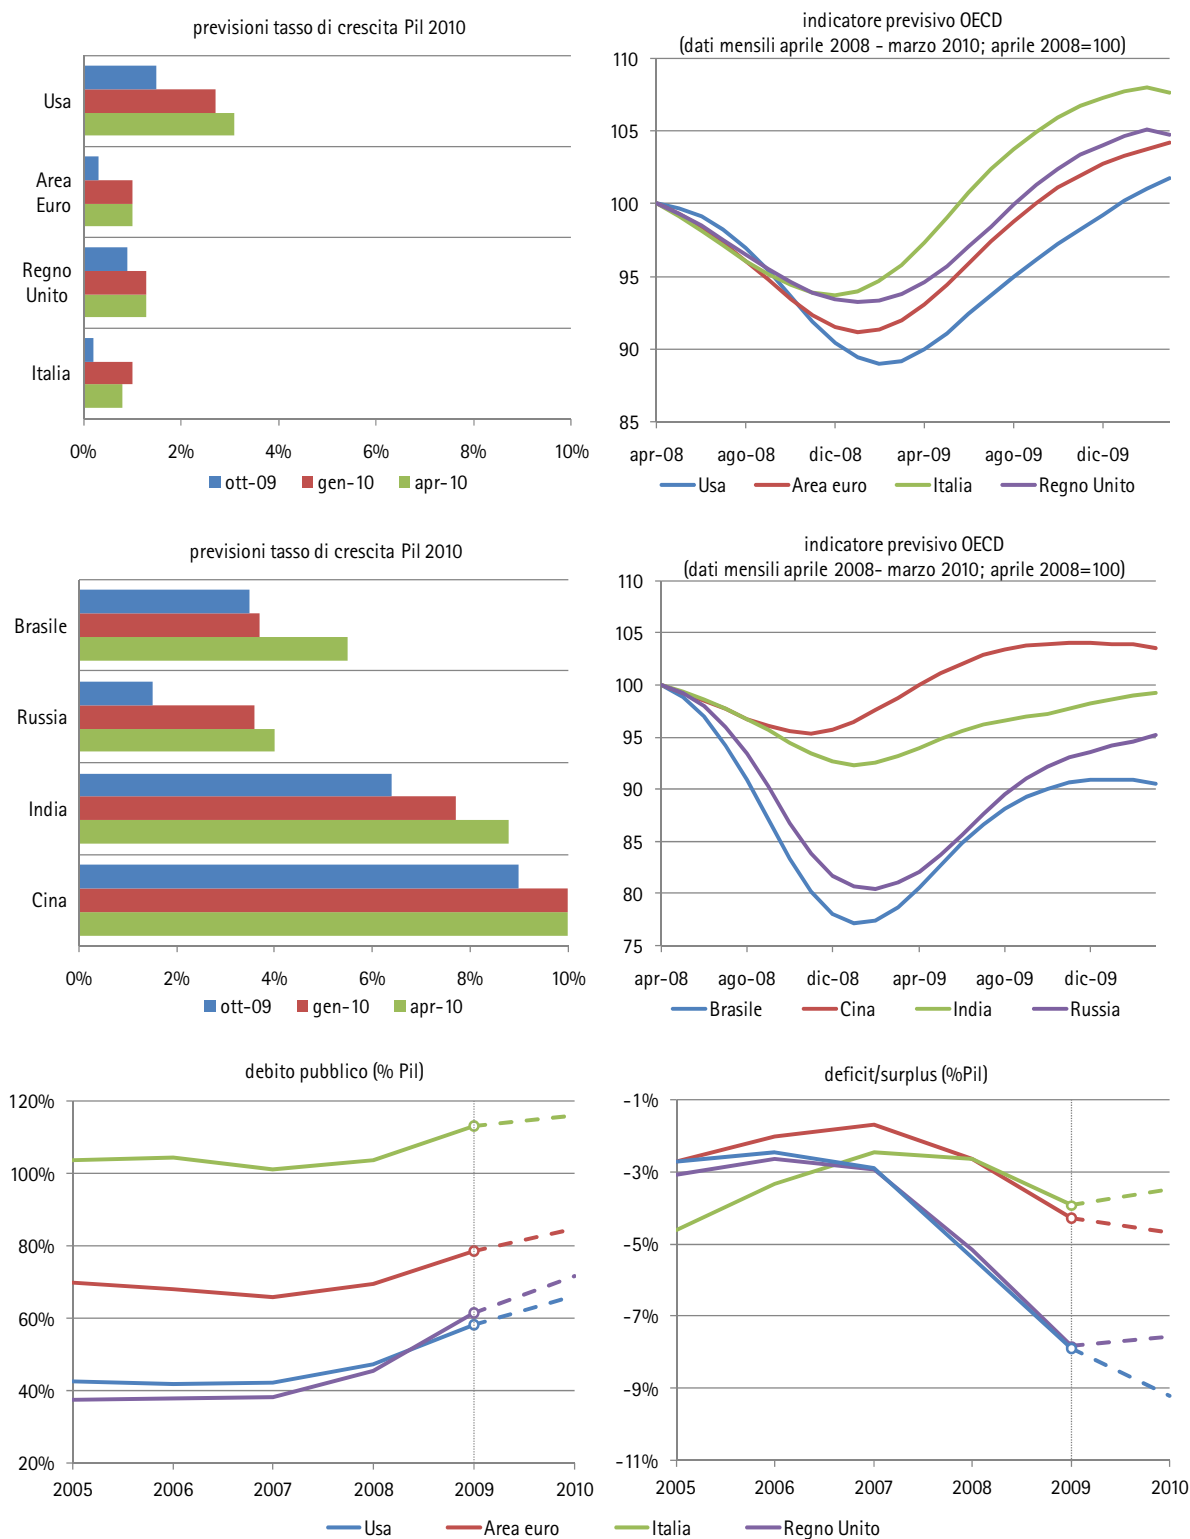 previsioni tasso di crescita Pil 2010
Usa
Area
Euro
Regno
Unito
Italia
0% 2% 4% 6% 8% 10%
ott-09 gen-10 apr-10
indicatore previsivo OECD
(dati mensili aprile 2008 - marzo 2010; aprile 2008=100)
110
105
100
95
90
85
apr-08 ago-08 dic-08 apr-09 ago-09 dic-09
Usa Area euro Italia Regno Unito
previsioni tasso di crescita Pil 2010
Brasile
Russia
India
Cina
0% 2% 4% 6% 8% 10%
ott-09 gen-10 apr-10
indicatore previsivo OECD
(dati mensili aprile 2008- marzo 2010; aprile 2008=100)
110
105
100
95
90
85
80
75
apr-08 ago-08 dic-08 apr-09 ago-09 dic-09
Brasile Cina India Russia
debito pubblico (% Pil)
120%
100%
80%
60%
40%
20%
2005 2006 2007 2008 2009 2010
deficit/surplus (%Pil)
-1%
-3%
-5%
-7%
-9%
-11%
2005 2006 2007 2008 2009 2010
Usa Area euro Italia Regno Unito